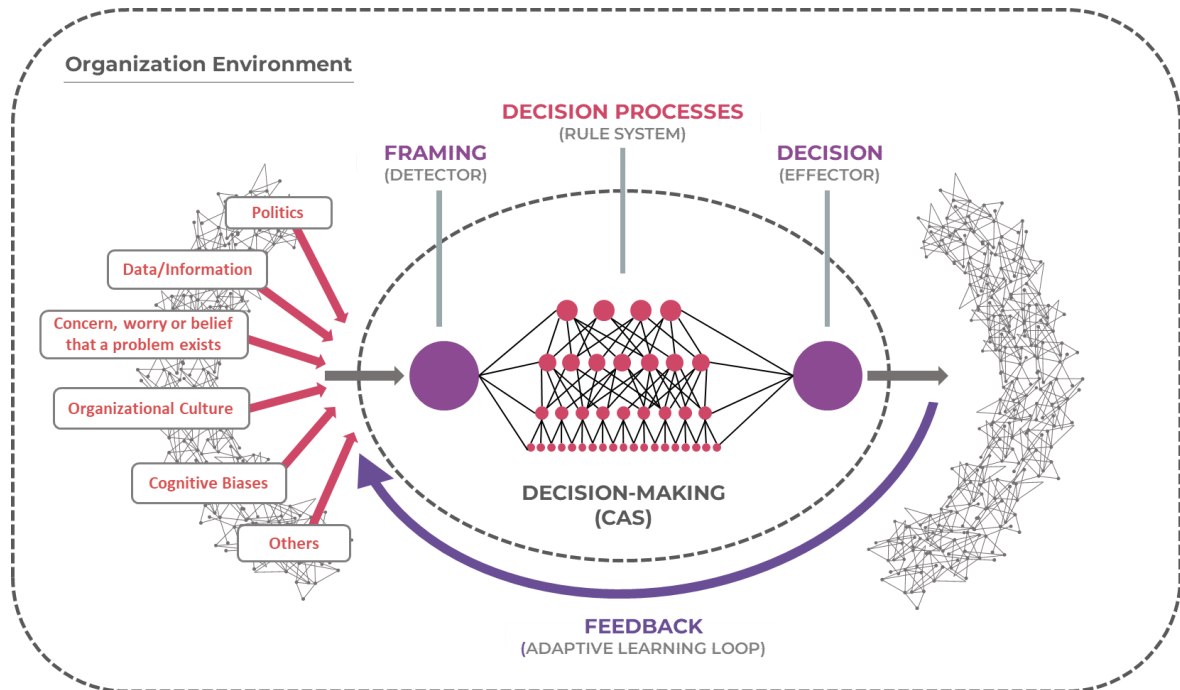 Organization Environment
DECISION PROCESSES
(RULE SYSTEM)
FRAMING
(DETECTOR)
DECISION
(EFFECTOR)
Politics
Data/Information
Concern, worry or belief
that a problem exists
Organizational Culture
Cognitive Biases
Others
DECISION-MAKING
(CAS)
FEEDBACK
(ADAPTIVE LEARNING LOOP)